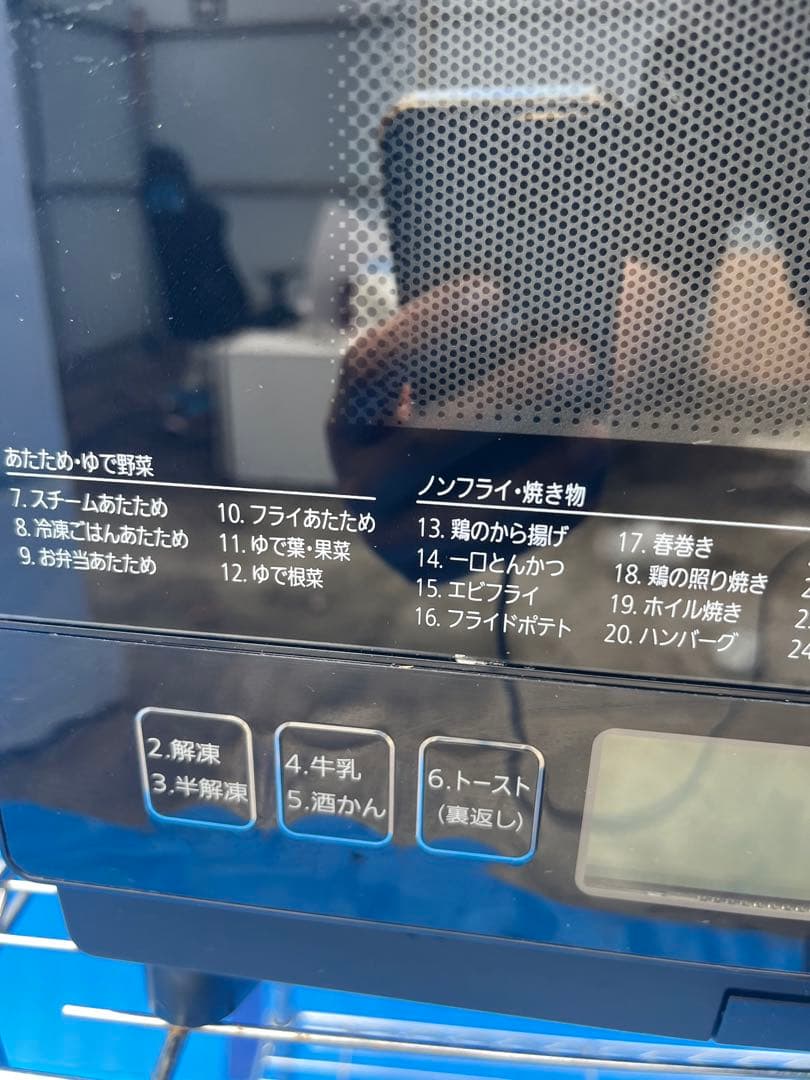 あたため・ゆで野菜
7. スチームあたため
8. 冷凍ごはんあたため
9. お弁当あたため
10. フライあたため
11. ゆで葉・果菜
12. ゆで根菜
ノンフライ・焼き物
13. 鶏のから揚げ
14. 一口とんかつ
15. エビフライ
16. フライドポテト
17. 春巻き
18. 鶏の照り焼き
19. ホイル焼き
20. ハンバーグ
24
2.解凍
3.半解凍
4.牛乳
5.酒かん
6.トースト
(裏返し)